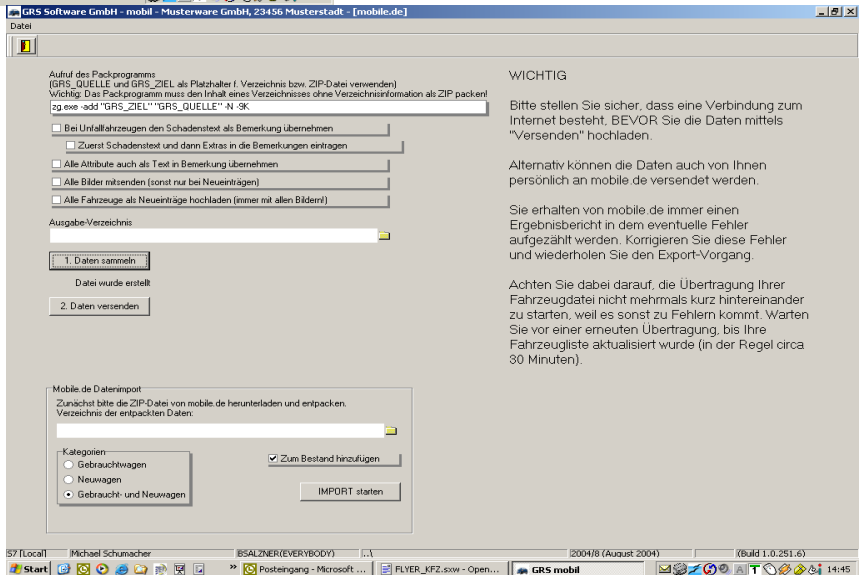 GRS Software GmbH - mobil - Musterware GmbH, 23456 Musterstadt - [mobile.de]
Datei
Aufruf des Packprogramms
(GRS_QUELLE und GRS_ZIEL als Platzhalter f. Verzeichnis bzw. ZIP-Datei verwenden)
Wichtig: Das Packprogramm muss den Inhalt eines Verzeichnisses ohne Verzeichnisinformation als ZIP packen!
zg.exe -add "GRS_ZIEL" "GRS_QUELLE" -N -9K
Bei Unfallfahrzeugen den Schadenstext als Bemerkung übernehmen
Zuerst Schadenstext und dann Extras in die Bemerkungen eintragen
Alle Attribute auch als Text in Bemerkung übernehmen
Alle Bilder mitsenden (sonst nur bei Neueinträgen)
Alle Fahrzeuge als Neueinträge hochladen (immer mit allen Bildern!)
Ausgabe-Verzeichnis
1. Daten sammeln
Datei wurde erstellt
2. Daten versenden
WICHTIG
Bitte stellen Sie sicher, dass eine Verbindung zum
Internet besteht, BEVOR Sie die Daten mittels
"Versenden" hochladen.
Alternativ können die Daten auch von Ihnen
persönlich an mobile.de versendet werden.
Sie erhalten von mobile.de immer einen
Ergebnisbericht in dem eventuelle Fehler
aufgezählt werden. Korrigieren Sie diese Fehler
und wiederholen Sie den Export-Vorgang.
Achten Sie dabei darauf, die Übertragung Ihrer
Fahrzeugdatei nicht mehrmals kurz hintereinander
zu starten, weil es sonst zu Fehlern kommt. Warten
Sie vor einer erneuten Übertragung, bis Ihre
Fahrzeugliste aktualisiert wurde (in der Regel circa
30 Minuten).
Mobile.de Datenimport
Zunächst bitte die ZIP-Datei von mobile.de herunterladen und entpacken.
Verzeichnis der entpackten Daten:
Kategorien
Gebrauchtwagen
Neuwagen
Gebraucht- und Neuwagen
Zum Bestand hinzufügen
IMPORT starten
S7 [Local] Michael Schumacher BSALZNER(EVERYBODY) ..\ 2004/8 (August 2004) (Build 1.0.251.6)
Start » Posteingang - Microsoft ... FLYER_KFZ.sxw - Open... GRS mobil 14:45